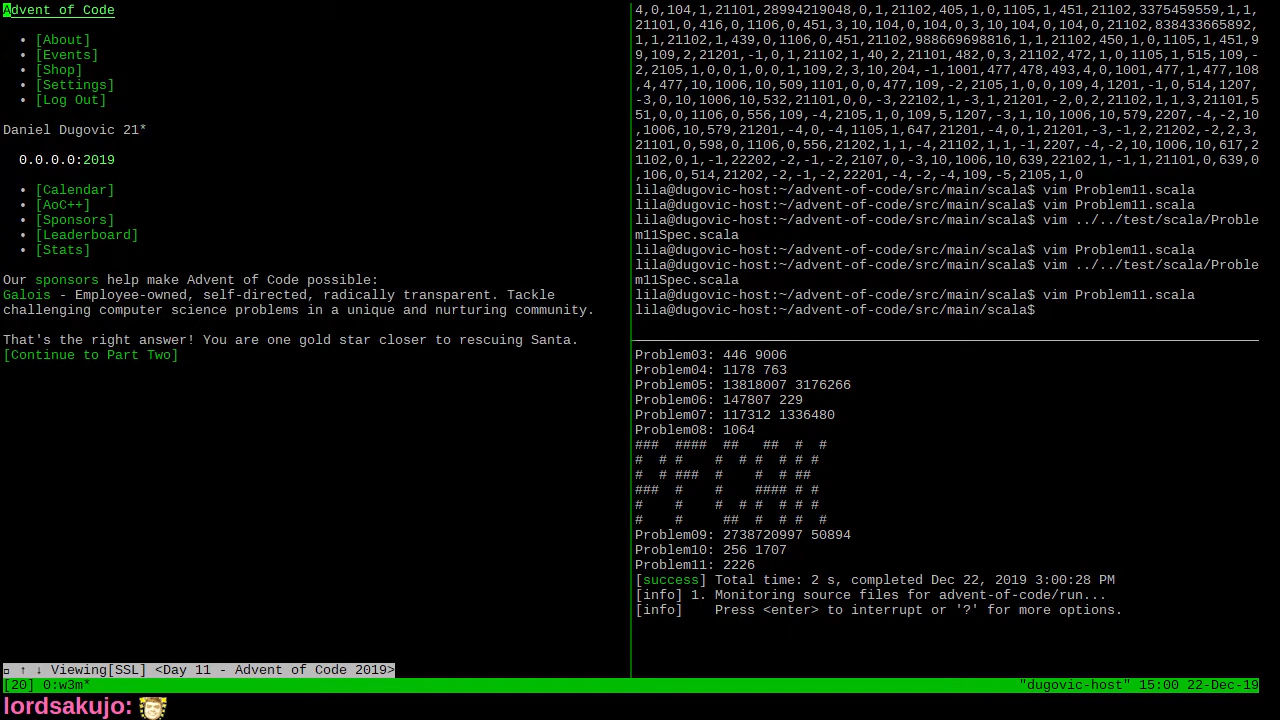 Advent of Code
• [About]
• [Events]
• [Shop]
• [Settings]
• [Log Out]
Daniel Dugovic 21*
0.0.0.0:2019
• [Calendar]
• [AoC++]
• [Sponsors]
• [Leaderboard]
• [Stats]
Our sponsors help make Advent of Code possible:
Galois - Employee-owned, self-directed, radically transparent. Tackle
challenging computer science problems in a unique and nurturing community.
That's the right answer! You are one gold star closer to rescuing Santa.
[Continue to Part Two]
↑ ↓ Viewing[SSL] <Day 11 - Advent of Code 2019>
4,0,104,1,21101,28994219048,0,1,21102,405,1,0,1105,1,451,21102,3375459559,1,1,
21101,0,416,0,1106,0,451,3,10,104,0,104,0,3,10,104,0,104,0,21102,838433665892,
1,1,21102,1,439,0,1106,0,451,21102,988669698816,1,1,21102,450,1,0,1105,1,451,9
9,109,2,21201,-1,0,1,21102,1,40,2,21101,482,0,3,21102,472,1,0,1105,1,515,109,-
2,2105,1,0,0,1,0,0,1,109,2,3,10,204,-1,1001,477,478,493,4,0,1001,477,1,477,108
,4,477,10,1006,10,509,1101,0,0,477,109,-2,2105,1,0,0,109,4,1201,-1,0,514,1207,
-3,0,10,1006,10,532,21101,0,0,-3,22102,1,-3,1,21201,-2,0,2,21102,1,1,3,21101,5
51,0,0,1106,0,556,109,-4,2105,1,0,109,5,1207,-3,1,10,1006,10,579,2207,-4,-2,10
,1006,10,579,21201,-4,0,-4,1105,1,647,21201,-4,0,1,21201,-3,-1,2,21202,-2,2,3,
21101,0,598,0,1106,0,556,21202,1,1,-4,21102,1,1,-1,2207,-4,-2,10,1006,10,617,2
1102,0,1,-1,22202,-2,-1,-2,2107,0,-3,10,1006,10,639,22102,1,-1,1,21101,0,639,0
,106,0,514,21202,-2,-1,-2,22201,-4,-2,-4,109,-5,2105,1,0
lila@dugovic-host:~/advent-of-code/src/main/scala$ vim Problem11.scala
lila@dugovic-host:~/advent-of-code/src/main/scala$ vim Problem11.scala
lila@dugovic-host:~/advent-of-code/src/main/scala$ vim ../../test/scala/Proble
m11Spec.scala
lila@dugovic-host:~/advent-of-code/src/main/scala$ vim Problem11.scala
lila@dugovic-host:~/advent-of-code/src/main/scala$ vim ../../test/scala/Proble
m11Spec.scala
lila@dugovic-host:~/advent-of-code/src/main/scala$ vim Problem11.scala
lila@dugovic-host:~/advent-of-code/src/main/scala$
Problem03: 446 9006
Problem04: 1178 763
Problem05: 13818007 3176266
Problem06: 147807 229
Problem07: 117312 1336480
Problem08: 1064
###  ####  ##   ##  #  #
#  # #    #  # #  # # #
#  # ###  #    #  # ##
###  #    #    #### # #
#    #    #  # #  # # #
#    #     ##  #  # #  #
Problem09: 2738720997 50894
Problem10: 256 1707
Problem11: 2226
[success] Total time: 2 s, completed Dec 22, 2019 3:00:28 PM
[info] 1. Monitoring source files for advent-of-code/run...
[info]    Press <enter> to interrupt or '?' for more options.
[20] 0:w3m* "dugovic-host" 15:00 22-Dec-19
lordsakujo: